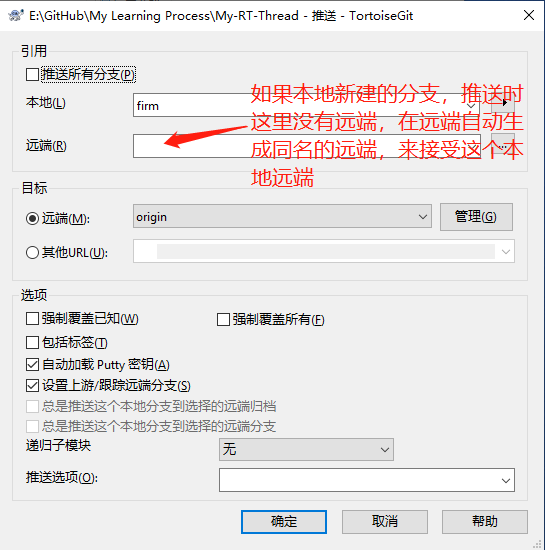 E:\GitHub\My Learning Process\My-RT-Thread - 推送 - TortoiseGit
引用
推送所有分支(P)
本地(L)
firm
远端(R)
如果本地新建的分支，推送时
这里没有远端，在远端自动生
成同名的远端，来接受这个本
地远端
目标
远端(M):
origin
管理(G)
其他URL(U):
选项
强制覆盖已知(W)
强制覆盖所有(F)
包括标签(T)
自动加载 Putty 密钥(A)
设置上游/跟踪远端分支(S)
总是推送这个本地分支到选择的远端归档
总是推送这个本地分支到选择的远端分支
递归子模块
无
推送选项(O):
确定
取消
帮助